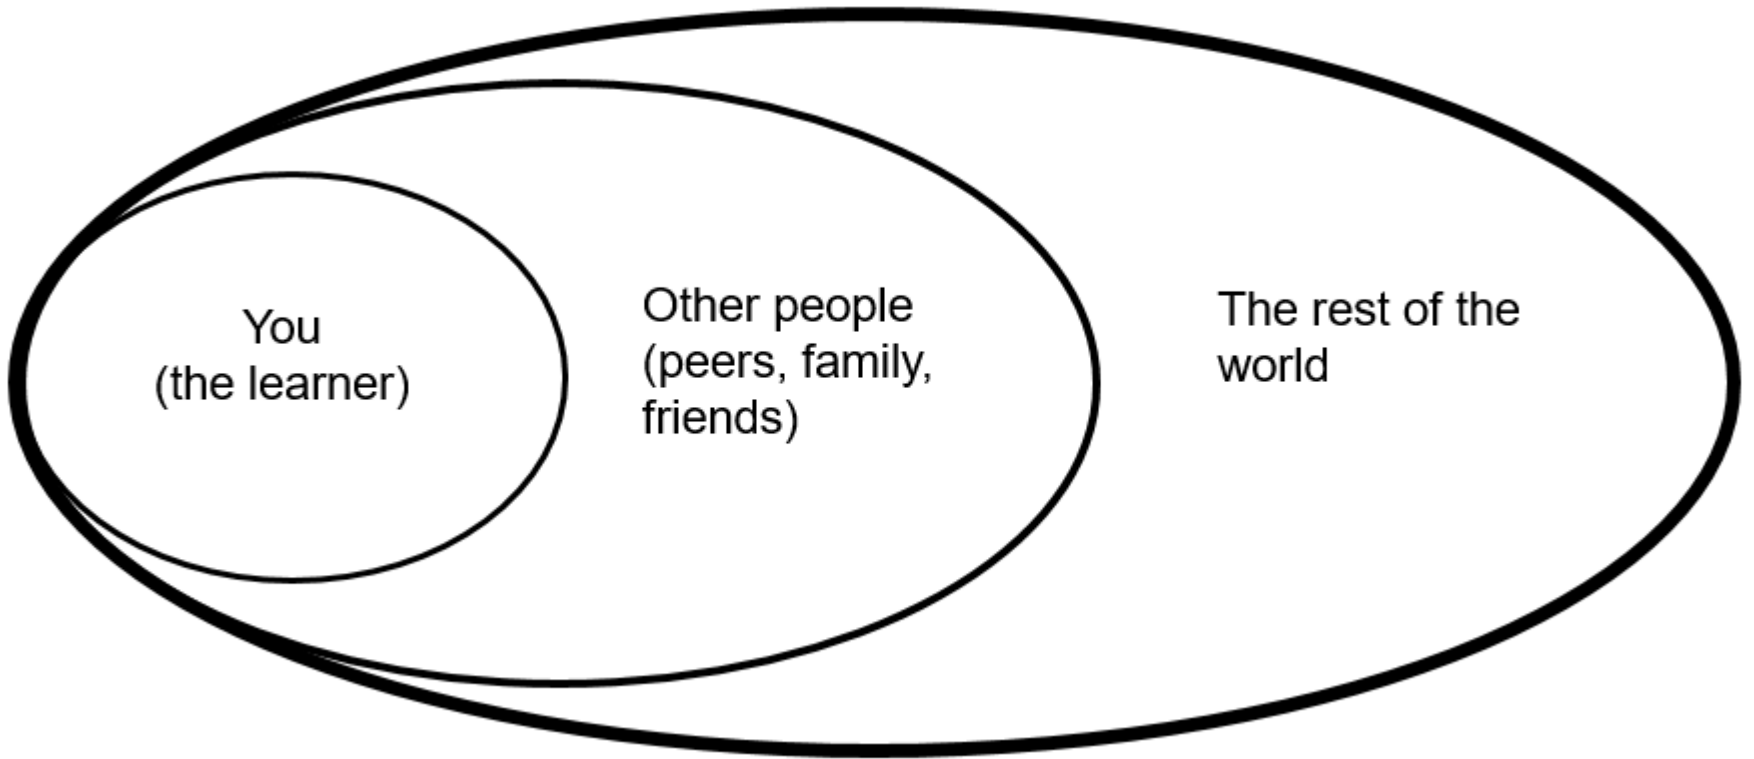 You
(the learner)
Other people
(peers, family,
friends)
The rest of the
world